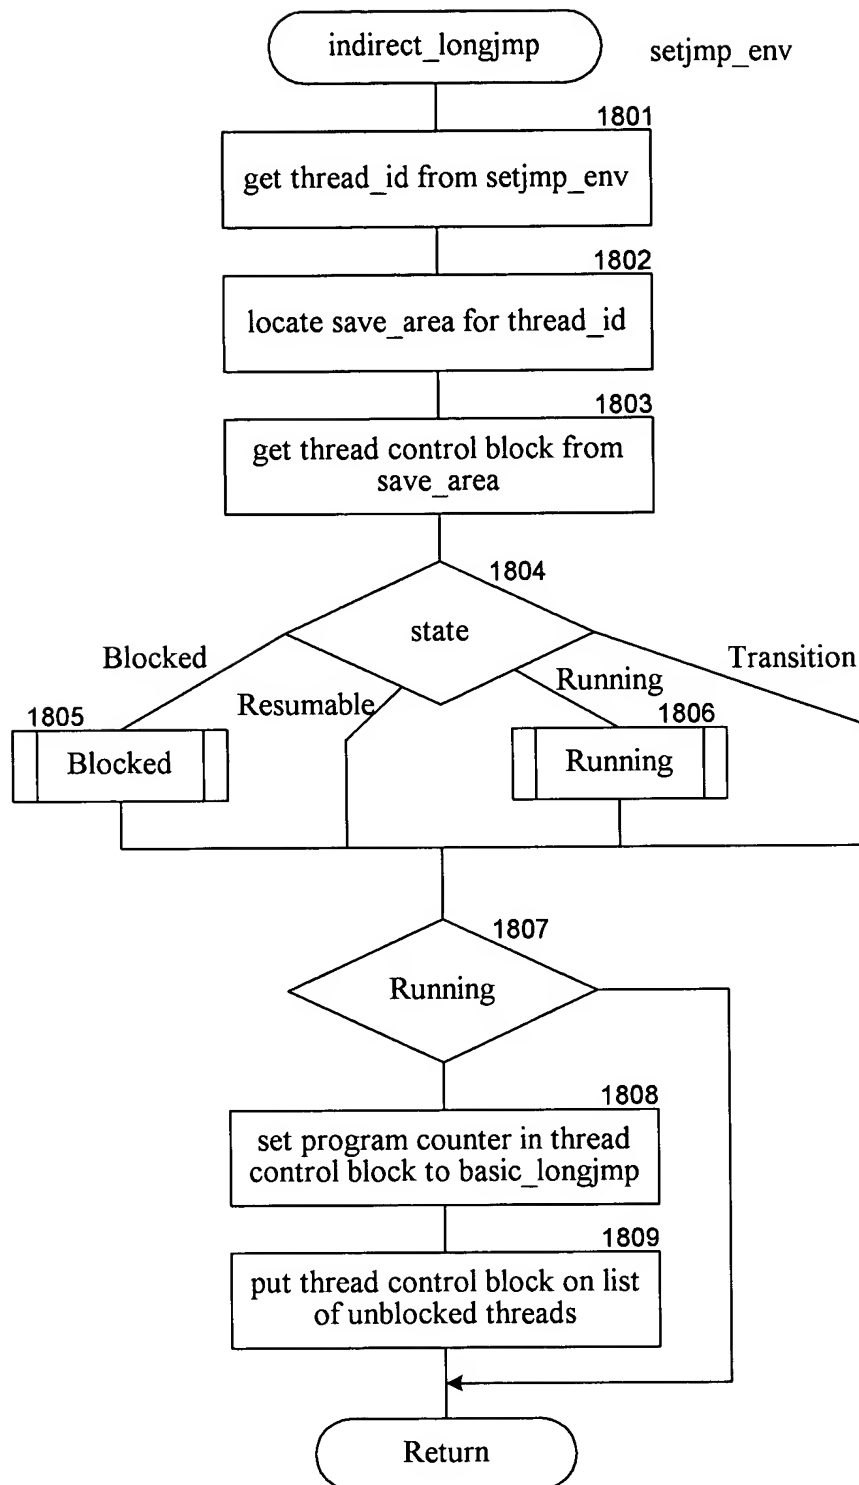 indirect_longjmp
setjmp_env
1801
get thread_id from setjmp_env
1802
locate save_area for thread_id
1803
get thread control block from
save_area
1804
state
Blocked
Resumable
Running
Transition
1805
Blocked
1806
Running
1807
Running
1808
set program counter in thread
control block to basic_longjmp
1809
put thread control block on list
of unblocked threads
Return